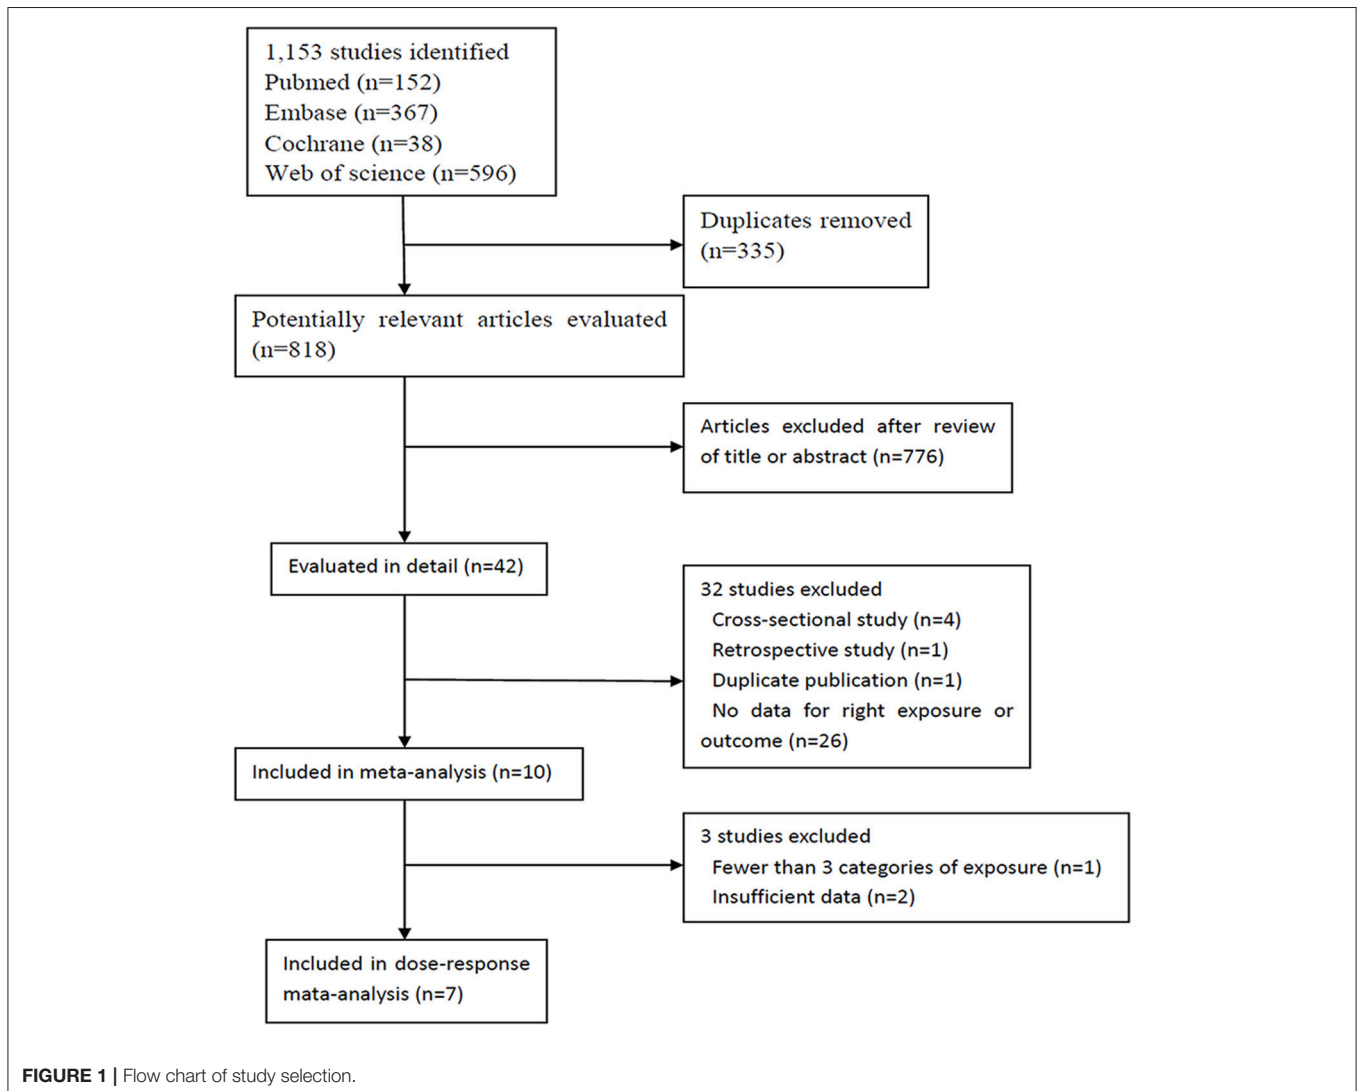 1,153 studies identified
Pubmed (n=152)
Embase (n=367)
Cochrane (n=38)
Web of science (n=596)
Duplicates removed
(n=335)
Potentially relevant articles evaluated
(n=818)
Articles excluded after review
of title or abstract (n=776)
Evaluated in detail (n=42)
32 studies excluded
Cross-sectional study (n=4)
Retrospective study (n=1)
Duplicate publication (n=1)
No data for right exposure or
outcome (n=26)
Included in meta-analysis (n=10)
3 studies excluded
Fewer than 3 categories of exposure (n=1)
Insufficient data (n=2)
Included in dose-response
mata-analysis (n=7)
FIGURE 1 | Flow chart of study selection.